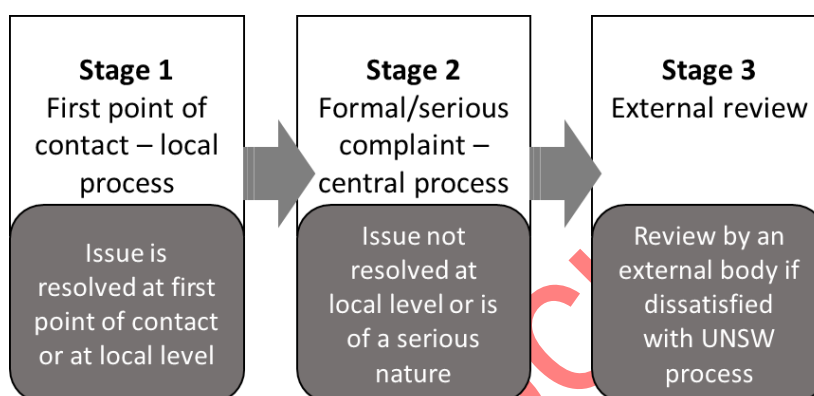 Stage 1
First point of
contact – local
process
Issue is
resolved at first
point of contact
or at local level
Stage 2
Formal/serious
complaint –
central process
Issue not
resolved at
local level or is
of a serious
nature
Stage 3
External review
Review by an
external body if
dissatisfied
with UNSW
process